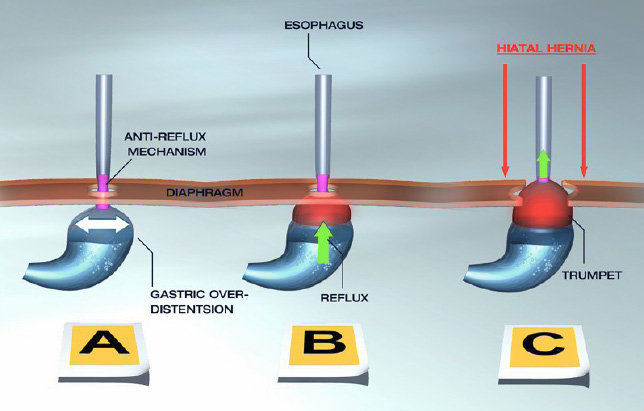 ESOPHAGUS
HIATAL HERNIA
ANTI-REFLUX
MECHANISM
DIAPHRAGM
GASTRIC OVER-
DISTENTSION
REFLUX
TRUMPET
A
B
C